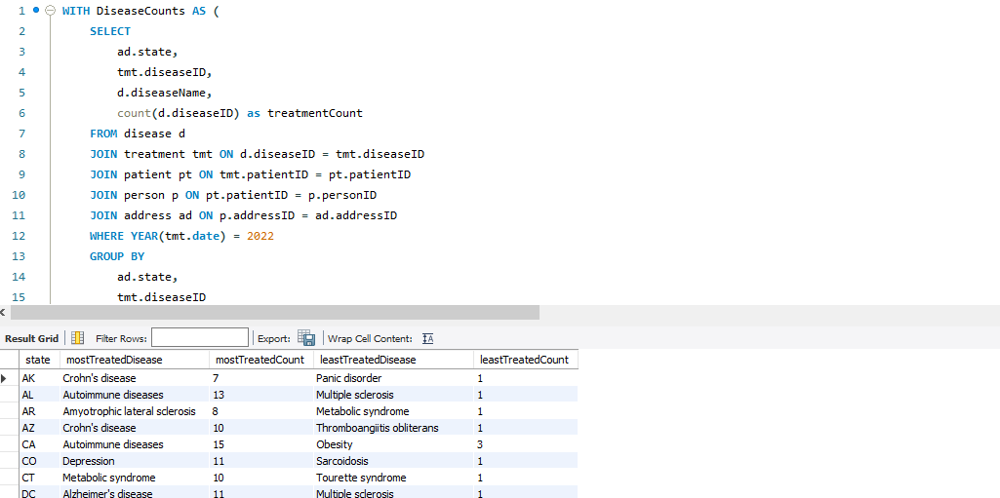 1 WITH DiseaseCounts AS (
2 SELECT
3 ad.state,
4 tmt.diseaseID,
5 d.diseaseName,
6 count(d.diseaseID) as treatmentCount
7 FROM disease d
8 JOIN treatment tmt ON d.diseaseID = tmt.diseaseID
9 JOIN patient pt ON tmt.patientID = pt.patientID
10 JOIN person p ON pt.patientID = p.personID
11 JOIN address ad ON p.addressID = ad.addressID
12 WHERE YEAR(tmt.date) = 2022
13 GROUP BY
14 ad.state,
15 tmt.diseaseID
Result Grid Filter Rows: Export: Wrap Cell Content:
state mostTreatedDisease mostTreatedCount leastTreatedDisease leastTreatedCount
AK Crohn's disease 7 Panic disorder 1
AL Autoimmune diseases 13 Multiple sclerosis 1
AR Amyotrophic lateral sclerosis 8 Metabolic syndrome 1
AZ Crohn's disease 10 Thromboangiitis obliterans 1
CA Autoimmune diseases 15 Obesity 3
CO Depression 11 Sarcoidosis 1
CT Metabolic syndrome 10 Tourette syndrome 1
DC Alzheimer's disease 11 Multiple sclerosis 1